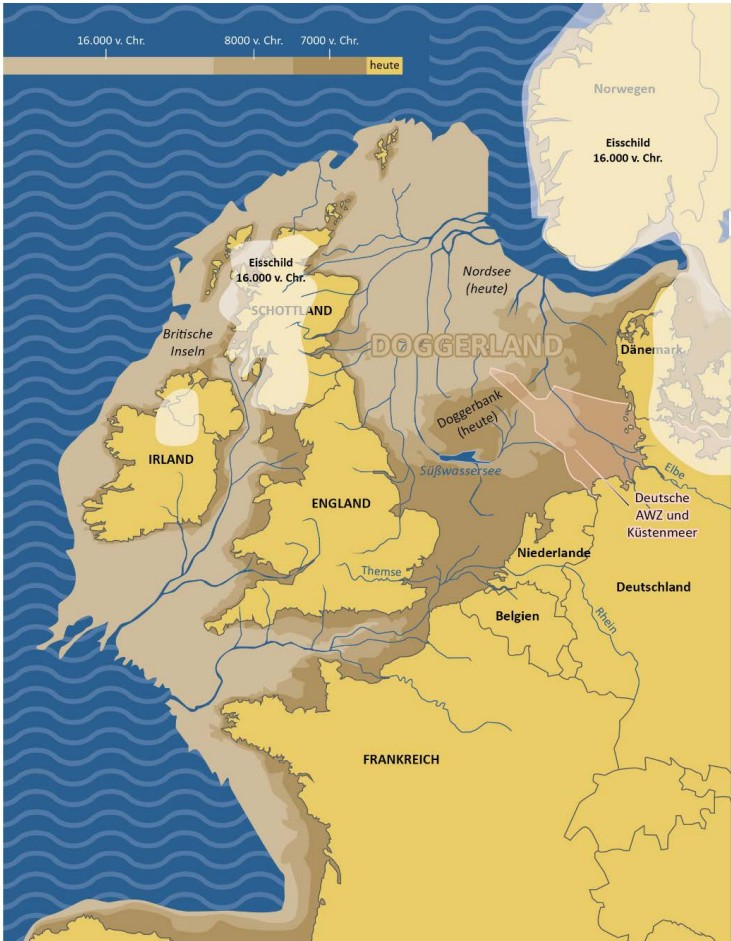 16.000 v. Chr.
8000 v. Chr.
7000 v. Chr.
heute
Norwegen
Eisschild
16.000 v. Chr.
Eisschild
16.000 v. Chr.
Nordsee
(heute)
SCHOTTLAND
Britische
Inseln
DOGGERLAND
Dänemark
Doggerbank
(heute)
IRLAND
Süßwassersee
Elbe
ENGLAND
Deutsche
AWZ und
Küstenmeer
Niederlande
Themse
Deutschland
Belgien
Rhein
FRANKREICH